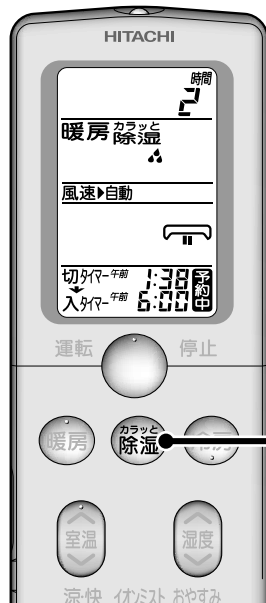 HITACHI
時間
2
暖房 カラッと除湿
風速▶自動
切タイマー午前 1:38 予約中
入タイマー午前 6:00
運転 停止
暖房 カラッと除湿 冷房
室温 湿度
涼・快 イオンミスト おやすみ